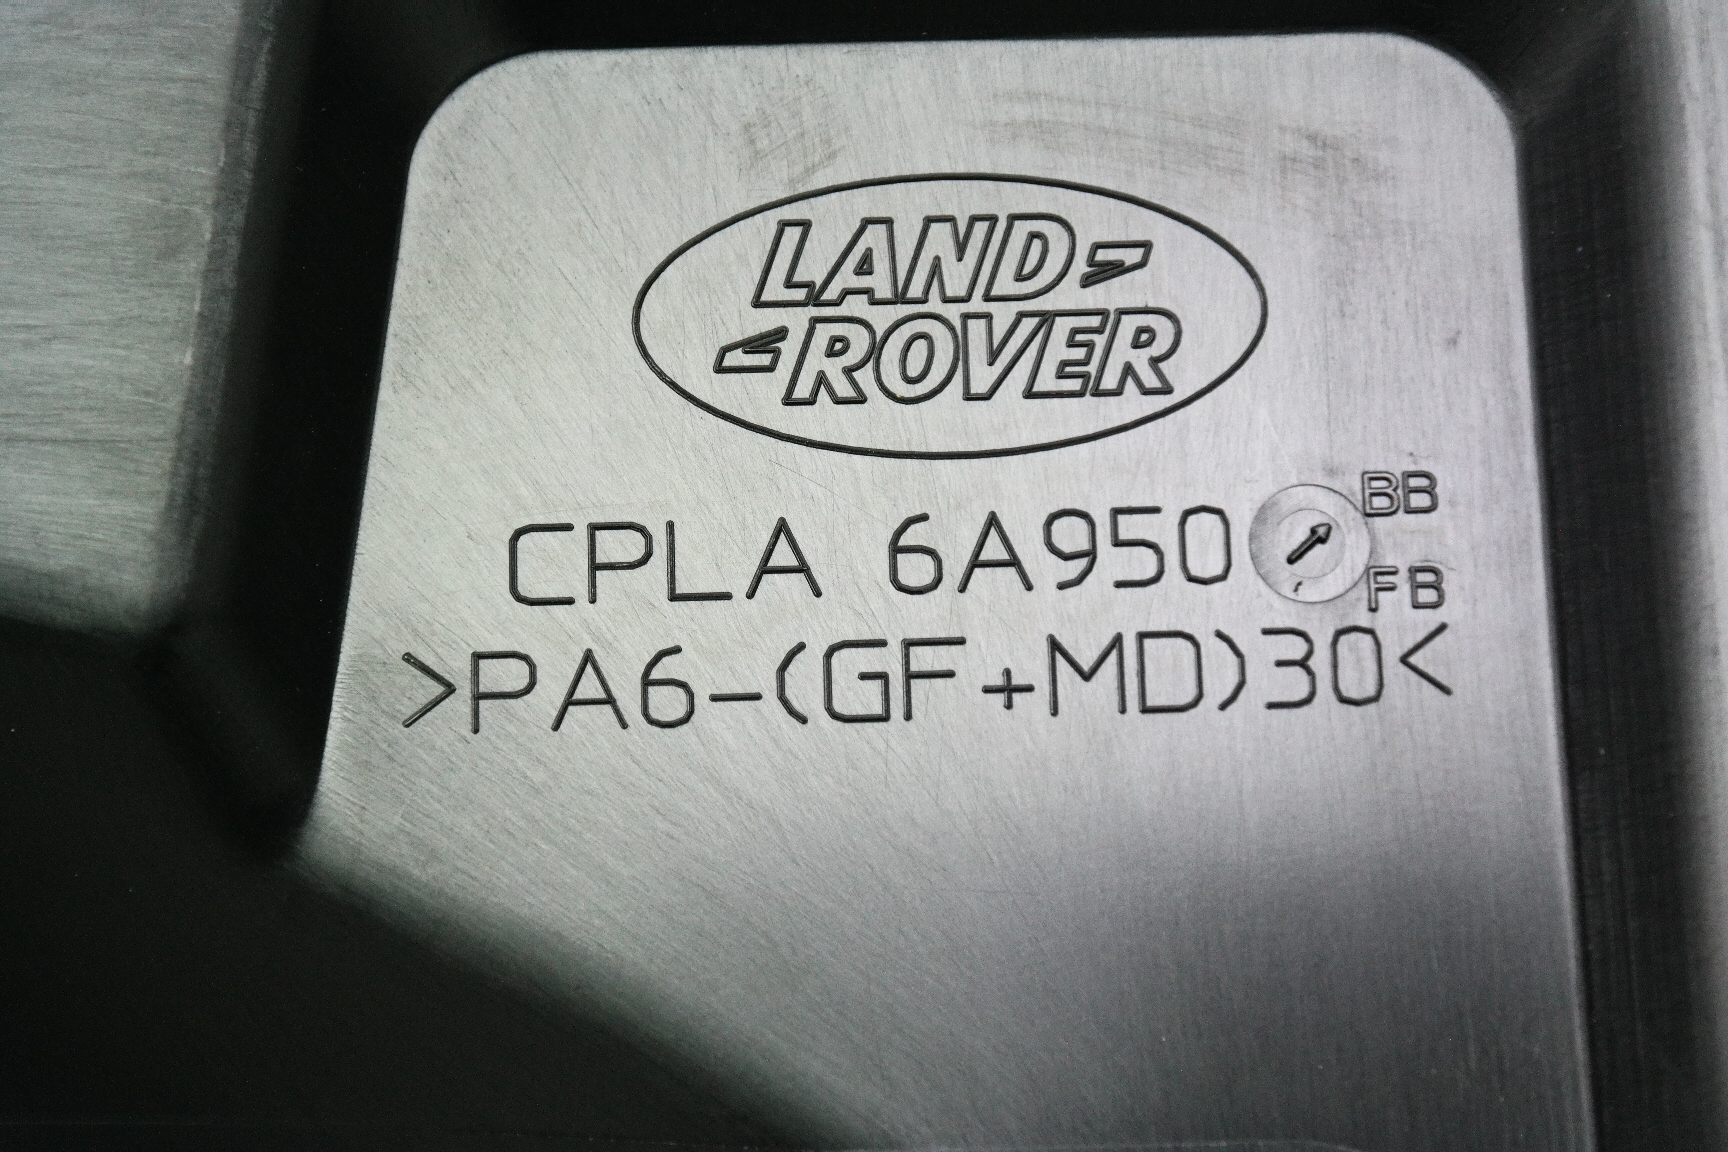 LAND
ROVER
CPLA 6A950 BB
FB
>PA6-(GF+MD)30<